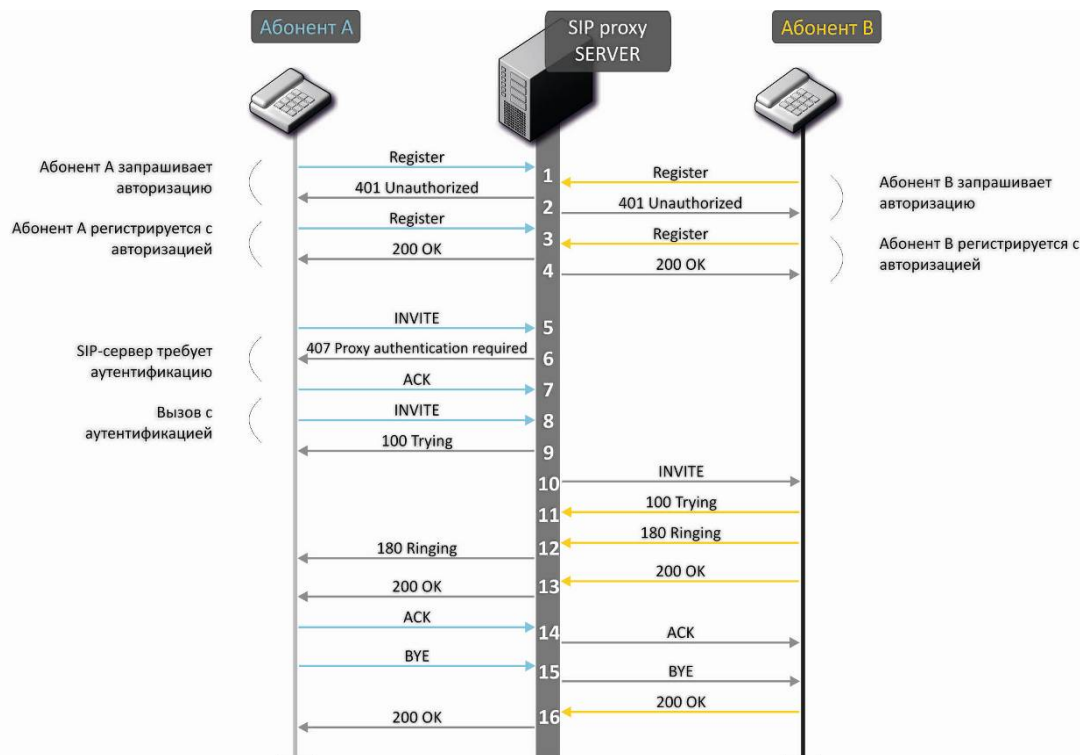 Абонент A
SIP proxy
SERVER
Абонент B
Абонент А запрашивает
авторизацию
Register
1
Register
Абонент В запрашивает
авторизацию
401 Unauthorized
2
401 Unauthorized
Абонент А регистрируется с
авторизацией
Register
3
Register
Абонент В регистрируется с
авторизацией
200 OK
4
200 OK
INVITE
5
SIP-сервер требует
аутентификацию
407 Proxy authentication required
6
ACK
7
Вызов с
аутентификацией
INVITE
8
100 Trying
9
INVITE
10
100 Trying
11
180 Ringing
12
180 Ringing
200 OK
13
200 OK
ACK
14
ACK
BYE
15
BYE
200 OK
16
200 OK